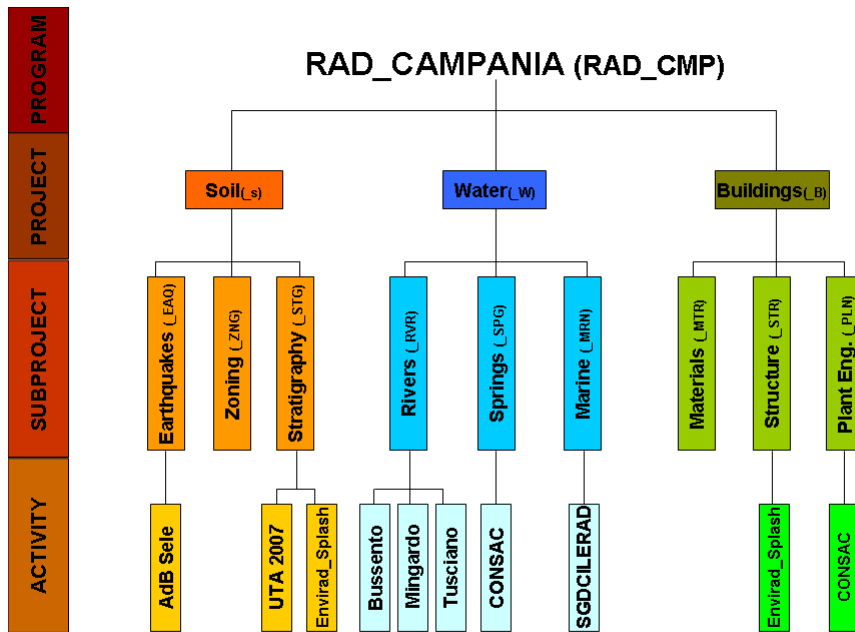 PROGRAM
RAD_CAMPANIA (RAD_CMP)
PROJECT
Soil(_s)
Water(_W)
Buildings(_B)
SUBPROJECT
Earthquakes (_EAQ)
Zoning (_ZNG)
Stratigraphy (_STG)
Rivers (_RVR)
Springs (_SPG)
Marine (_MRN)
Materials (_MTR)
Structure (_STR)
Plant Eng. (_PLN)
ACTIVITY
AdB Sele
UTA 2007
Envirad_Splash
Bussento
Mingardo
Tusciano
CONSAC
SGDCILERAD
Envirad_Splash
CONSAC